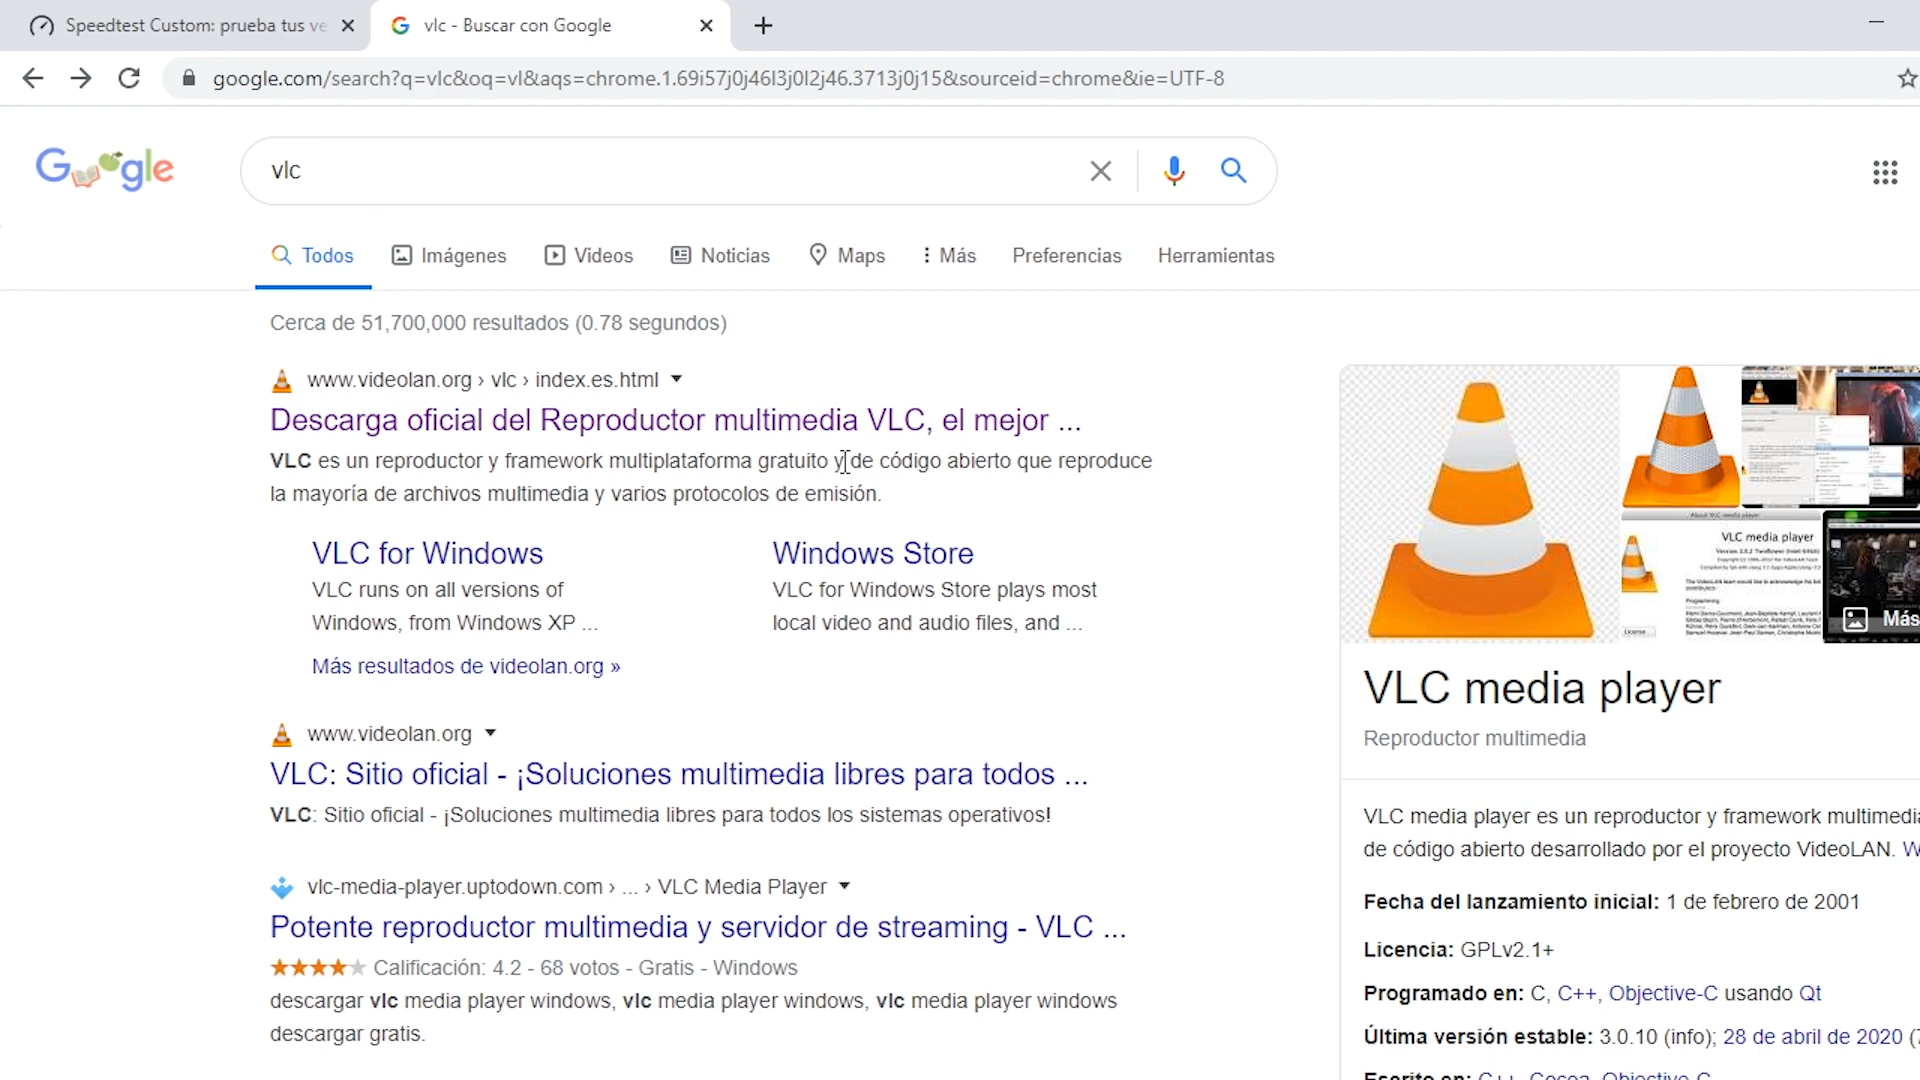 Speedtest Custom: prueba tus ve
vlc - Buscar con Google
google.com/search?q=vlc&oq=vl&aqs=chrome.1.69i57j0j46l3j0l2j46.3713j0j15&sourceid=chrome&ie=UTF-8
Google
vlc
Todos
Imágenes
Videos
Noticias
Maps
Más
Preferencias
Herramientas
Cerca de 51,700,000 resultados (0.78 segundos)
www.videolan.org › vlc › index.es.html
Descarga oficial del Reproductor multimedia VLC, el mejor ...
VLC es un reproductor y framework multiplataforma gratuito y de código abierto que reproduce
la mayoría de archivos multimedia y varios protocolos de emisión.
VLC for Windows
VLC runs on all versions of
Windows, from Windows XP ...
Windows Store
VLC for Windows Store plays most
local video and audio files, and ...
Más resultados de videolan.org »
www.videolan.org
VLC: Sitio oficial - ¡Soluciones multimedia libres para todos ...
VLC: Sitio oficial - ¡Soluciones multimedia libres para todos los sistemas operativos!
vlc-media-player.uptodown.com › ... › VLC Media Player
Potente reproductor multimedia y servidor de streaming - VLC ...
Calificación: 4.2 - 68 votos - Gratis - Windows
descargar vlc media player windows, vlc media player windows, vlc media player windows
descargar gratis.
VLC media player
Más
VLC media player
Reproductor multimedia
VLC media player es un reproductor y framework multimedia
de código abierto desarrollado por el proyecto VideoLAN. W
Fecha del lanzamiento inicial: 1 de febrero de 2001
Licencia: GPLv2.1+
Programado en: C, C++, Objective-C usando Qt
Última versión estable: 3.0.10 (info); 28 de abril de 2020 (7
Escrito en: C++, Cocoa, Objective-C